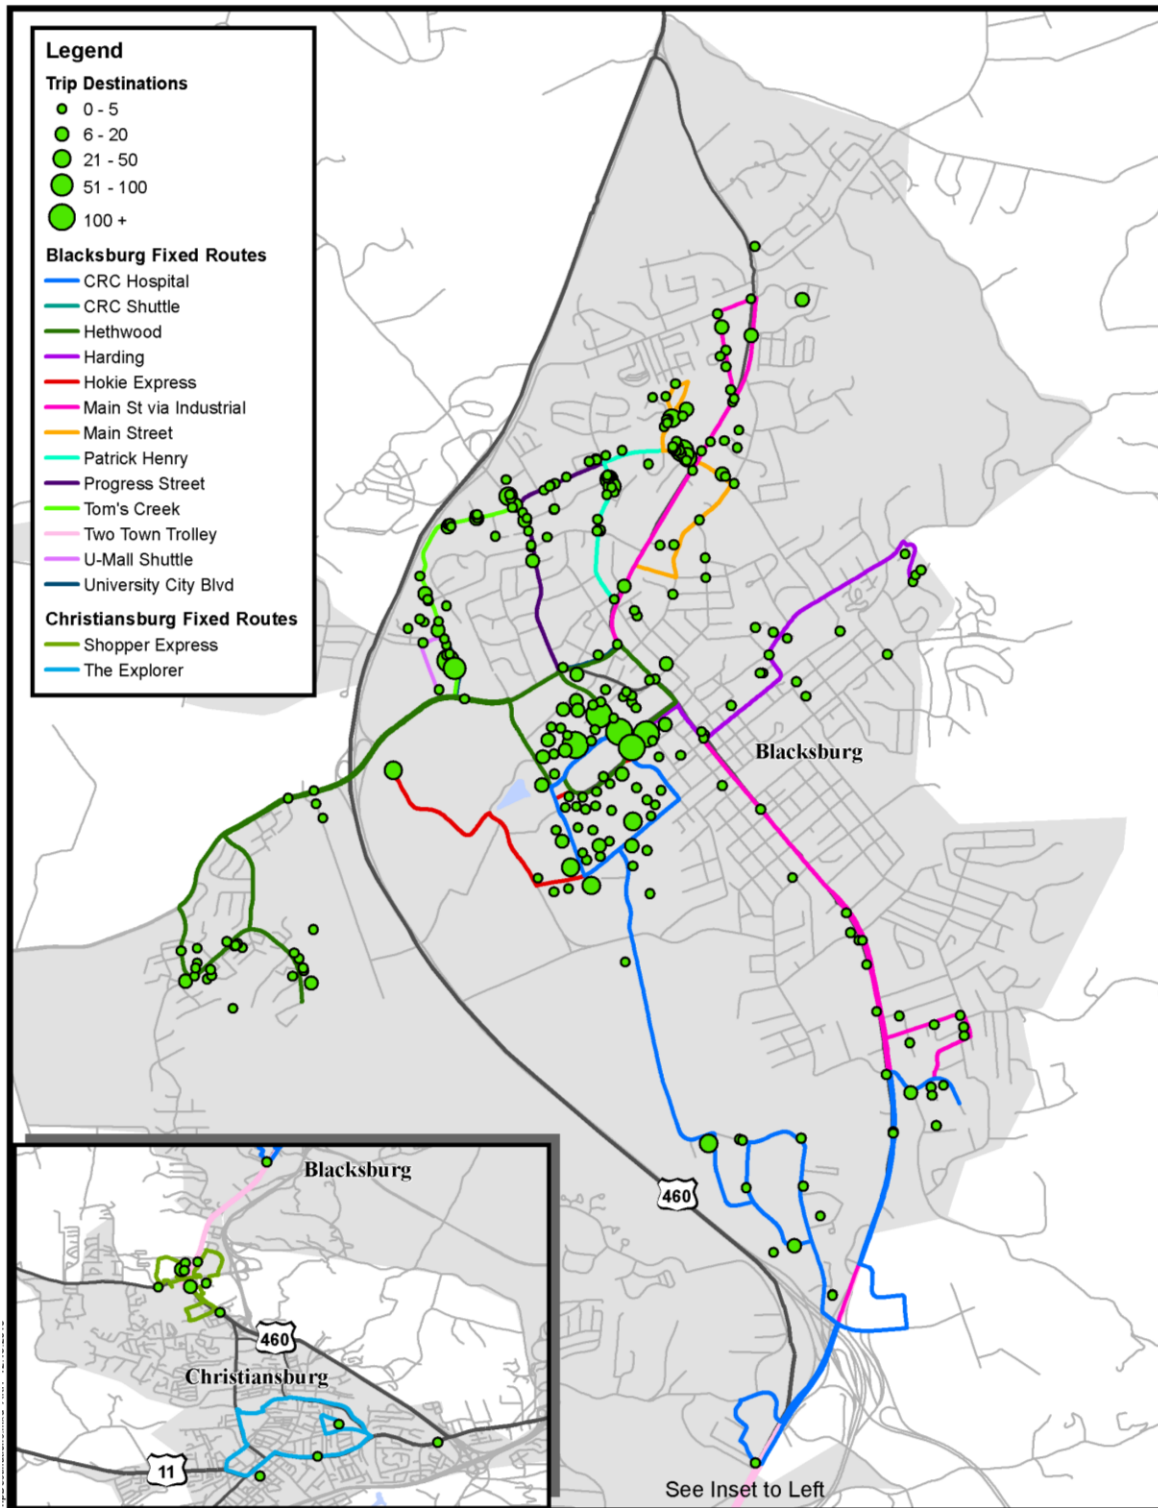 Legend
Trip Destinations
0 - 5
6 - 20
21 - 50
51 - 100
100 +
Blacksburg Fixed Routes
CRC Hospital
CRC Shuttle
Hethwood
Harding
Hokie Express
Main St via Industrial
Main Street
Patrick Henry
Progress Street
Tom's Creek
Two Town Trolley
U-Mall Shuttle
University City Blvd
Christiansburg Fixed Routes
Shopper Express
The Explorer
Blacksburg
460
Blacksburg
460
Christiansburg
11
See Inset to Left